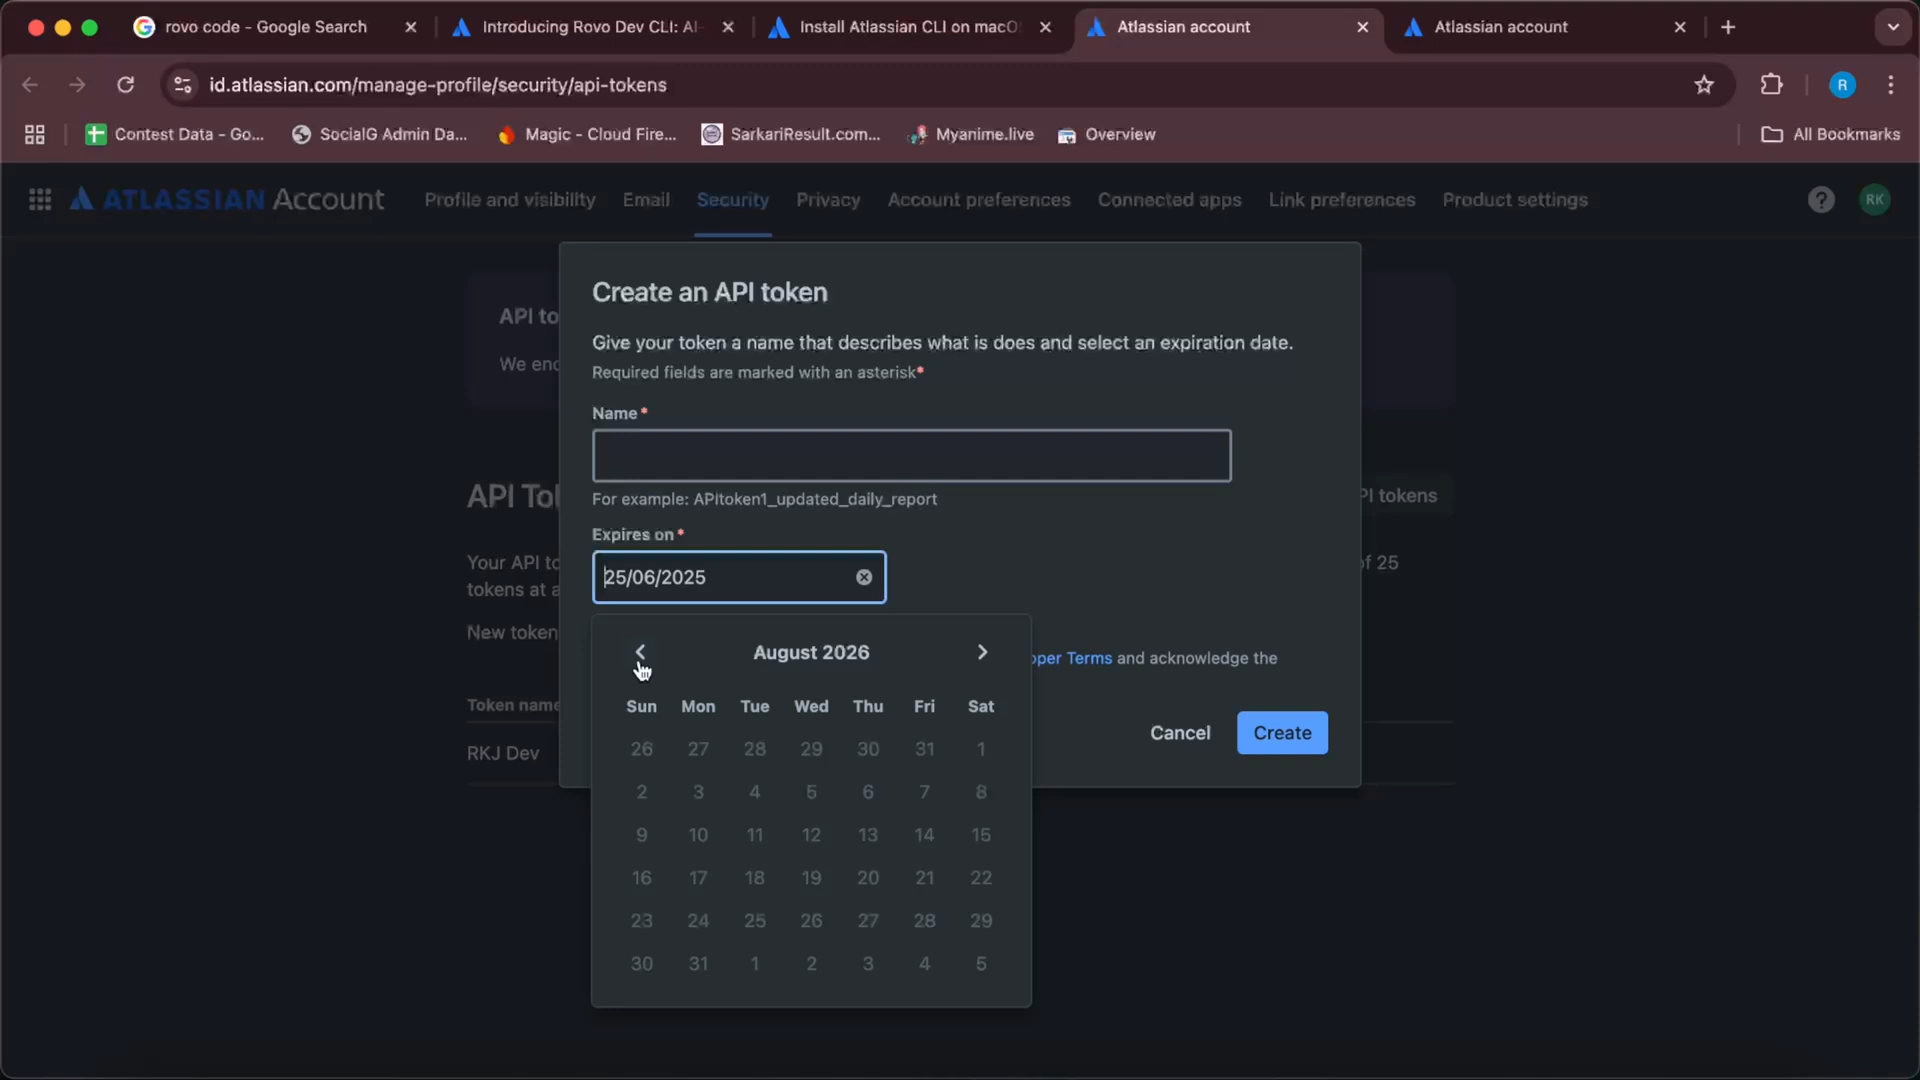 rovo code - Google Search
Introducing Rovo Dev CLI: AI-
Install Atlassian CLI on macO
Atlassian account
Atlassian account
id.atlassian.com/manage-profile/security/api-tokens
R
Contest Data - Go...
SocialG Admin Da...
Magic - Cloud Fire...
SarkariResult.com...
Myanime.live
Overview
All Bookmarks
ATLASSIAN Account
Profile and visibility
Email
Security
Privacy
Account preferences
Connected apps
Link preferences
Product settings
RK
API to
We enc
Create an API token
Give your token a name that describes what is does and select an expiration date.
Required fields are marked with an asterisk*
Name *
For example: APItoken1_updated_daily_report
API Tol
PI tokens
Expires on *
25/06/2025
Your API to
of 25
tokens at a
New token
August 2026
oper Terms and acknowledge the
Sun Mon Tue Wed Thu Fri Sat
26 27 28 29 30 31 1
2 3 4 5 6 7 8
9 10 11 12 13 14 15
16 17 18 19 20 21 22
23 24 25 26 27 28 29
30 31 1 2 3 4 5
Token name
RKJ Dev
Cancel
Create